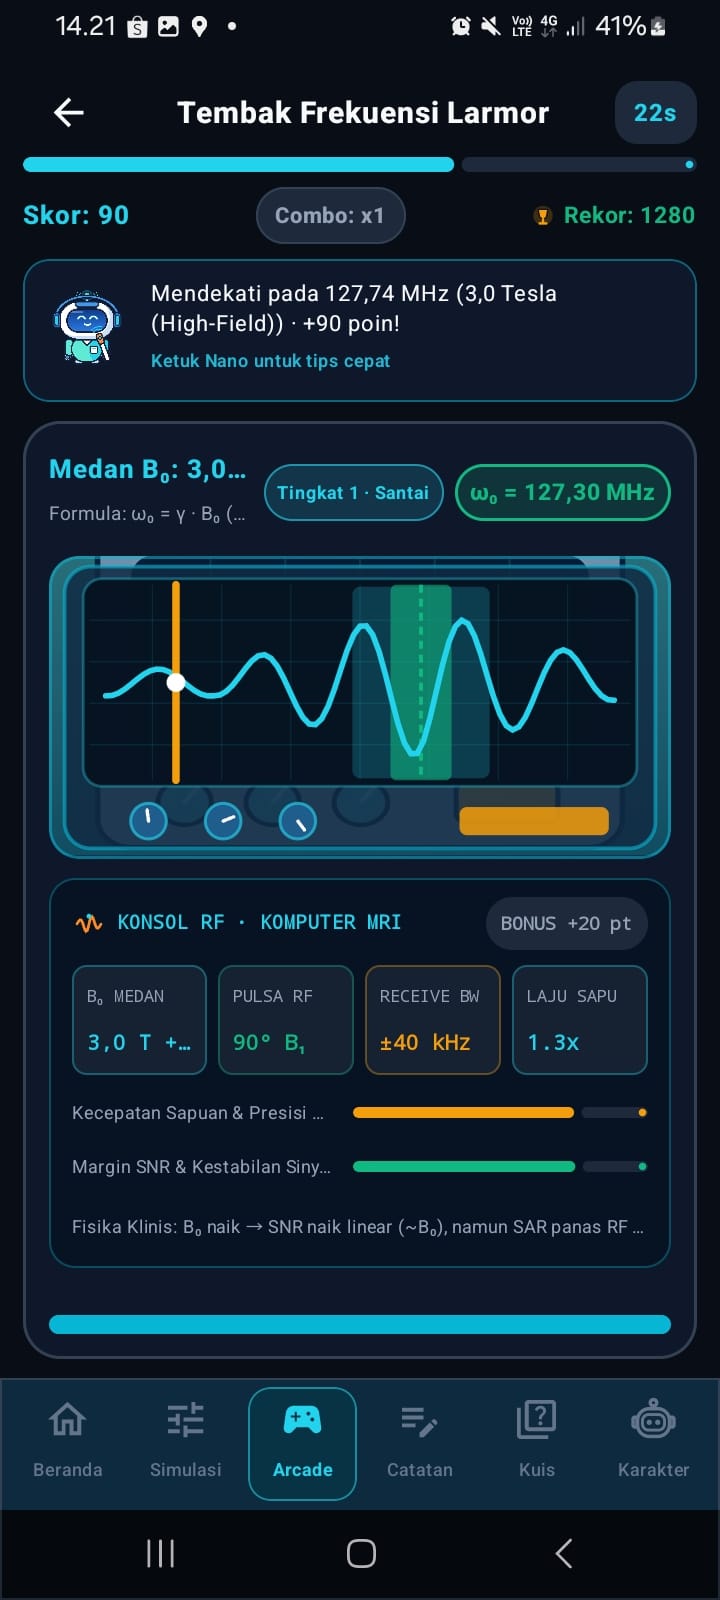 14.21
Vo)) LTE 4G 41%
Tembak Frekuensi Larmor
22s
Skor: 90
Combo: x1
Rekor: 1280
Mendekati pada 127,74 MHz (3,0 Tesla
(High-Field)) · +90 poin!
Ketuk Nano untuk tips cepat
Medan B₀: 3,0...
Tingkat 1 · Santai
ω₀ = 127,30 MHz
Formula: ω₀ = γ · B₀ (...
KONSOL RF · KOMPUTER MRI
BONUS +20 pt
B₀ MEDAN
3,0 T +...
PULSA RF
90° B₁
RECEIVE BW
±40 kHz
LAJU SAPU
1.3x
Kecepatan Sapuan & Presisi ...
Margin SNR & Kestabilan Siny...
Fisika Klinis: B₀ naik → SNR naik linear (~B₀), namun SAR panas RF ...
Beranda
Simulasi
Arcade
Catatan
Kuis
Karakter